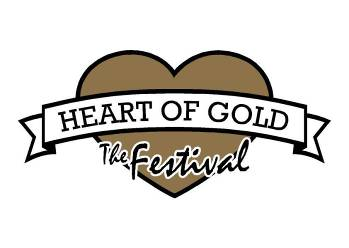 HEART OF GOLD
The Festival